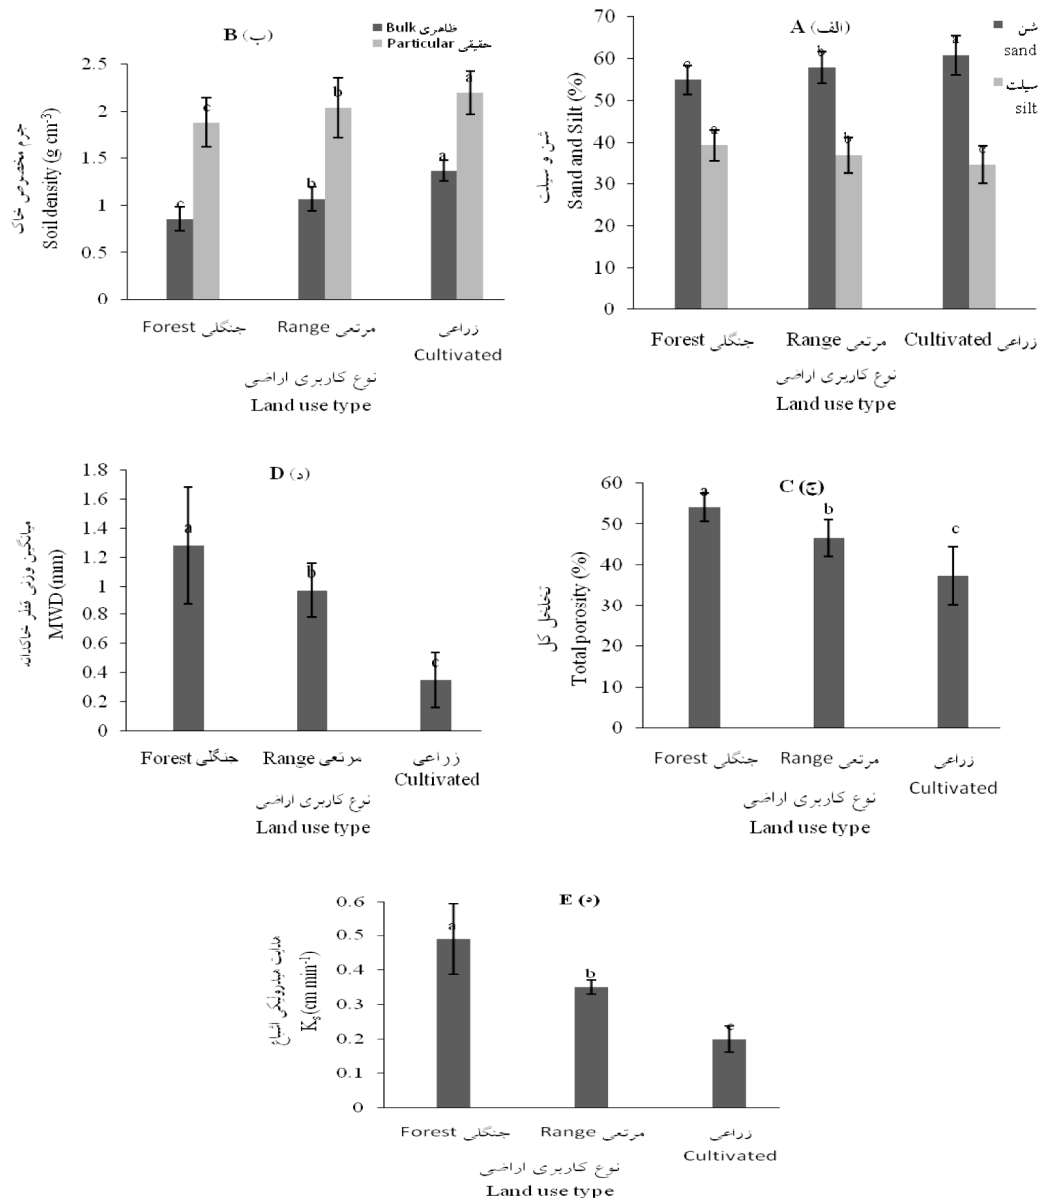 B (ب)
Bulk ظاهری
Particular حقیقی
2.5
2
1.5
1
0.5
0
جرم مخصوص خاک
Soil density (g cm-3)
c
c
b
b
a
a
Forest جنگلی
Range مرتعی
زراعی
Cultivated
نوع کاربری اراضی
Land use type
A (الف)
شن
sand
سیلت
silt
70
60
50
40
30
20
10
0
شن و سیلت
Sand and Silt (%)
c
a
b
b
a
c
Forest جنگلی
Range مرتعی
Cultivated زراعی
نوع کاربری اراضی
Land use type
D (د)
1.8
1.6
1.4
1.2
1
0.8
0.6
0.4
0.2
0
میانگین وزنی قطر خاکدانه
MWD (mm)
a
b
c
Forest جنگلی
Range مرتعی
زراعی
Cultivated
نوع کاربری اراضی
Land use type
C (ج)
60
50
40
30
20
10
0
تخلخل کل
Total porosity (%)
a
b
c
Forest جنگلی
Range مرتعی
زراعی
Cultivated
نوع کاربری اراضی
Land use type
E (ه)
0.6
0.5
0.4
0.3
0.2
0.1
0
هدایت هیدرولیکی اشباع
Ks (cm min-1)
a
b
c
Forest جنگلی
Range مرتعی
زراعی
Cultivated
نوع کاربری اراضی
Land use type